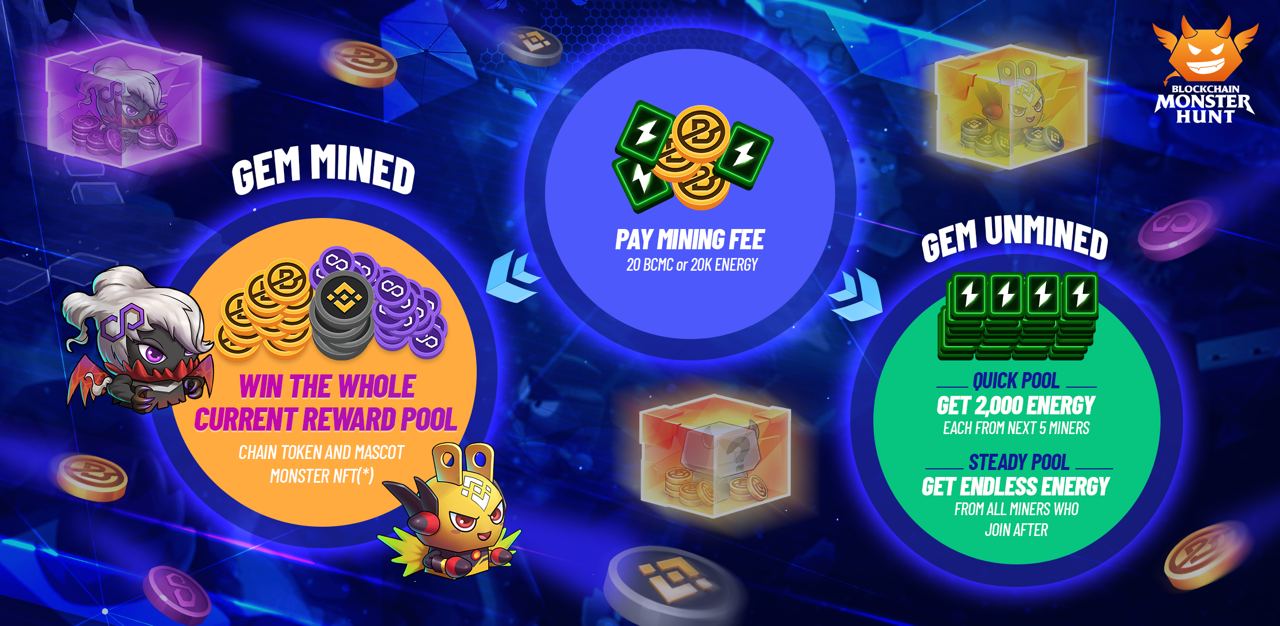 BLOCKCHAIN
MONSTER
HUNT
PAY MINING FEE
20 BCMC or 20K ENERGY
GEM MINED
WIN THE WHOLE
CURRENT REWARD POOL
CHAIN TOKEN AND MASCOT
MONSTER NFT(*)
GEM UNMINED
QUICK POOL
GET 2,000 ENERGY
EACH FROM NEXT 5 MINERS
STEADY POOL
GET ENDLESS ENERGY
FROM ALL MINERS WHO
JOIN AFTER
?